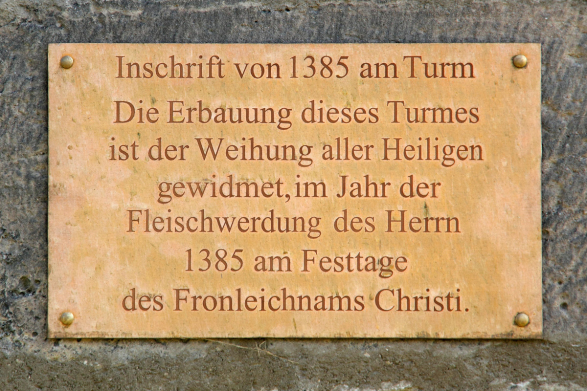 Inschrift von 1385 am Turm
Die Erbauung dieses Turmes
ist der Weihung aller Heiligen
gewidmet, im Jahr der
Fleischwerdung des Herrn
1385 am Festtage
des Fronleichnams Christi.